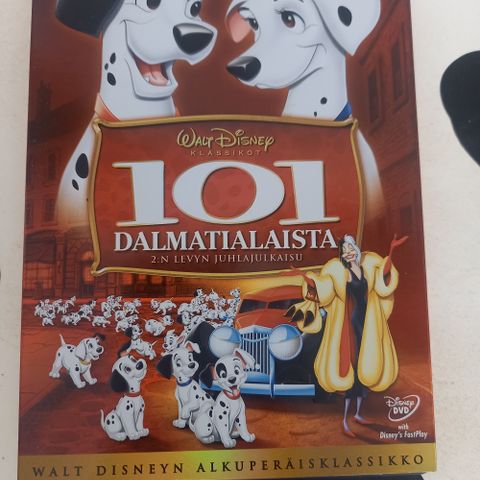 WALT DISNEY
KLASSIKOT
101
DALMATIALAISTA
2:N LEVYN JUHLAJULKAISU
DISNEY
DVD
with
Disney's FastPlay
WALT DISNEYN ALKUPERÄISKLASSIKKO